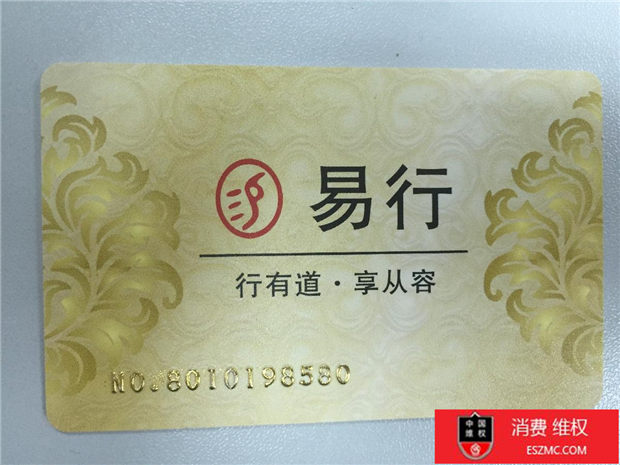 易行
行有道·享从容
NO:8010198580
中国
维权
消费 维权
ESZMC.COM